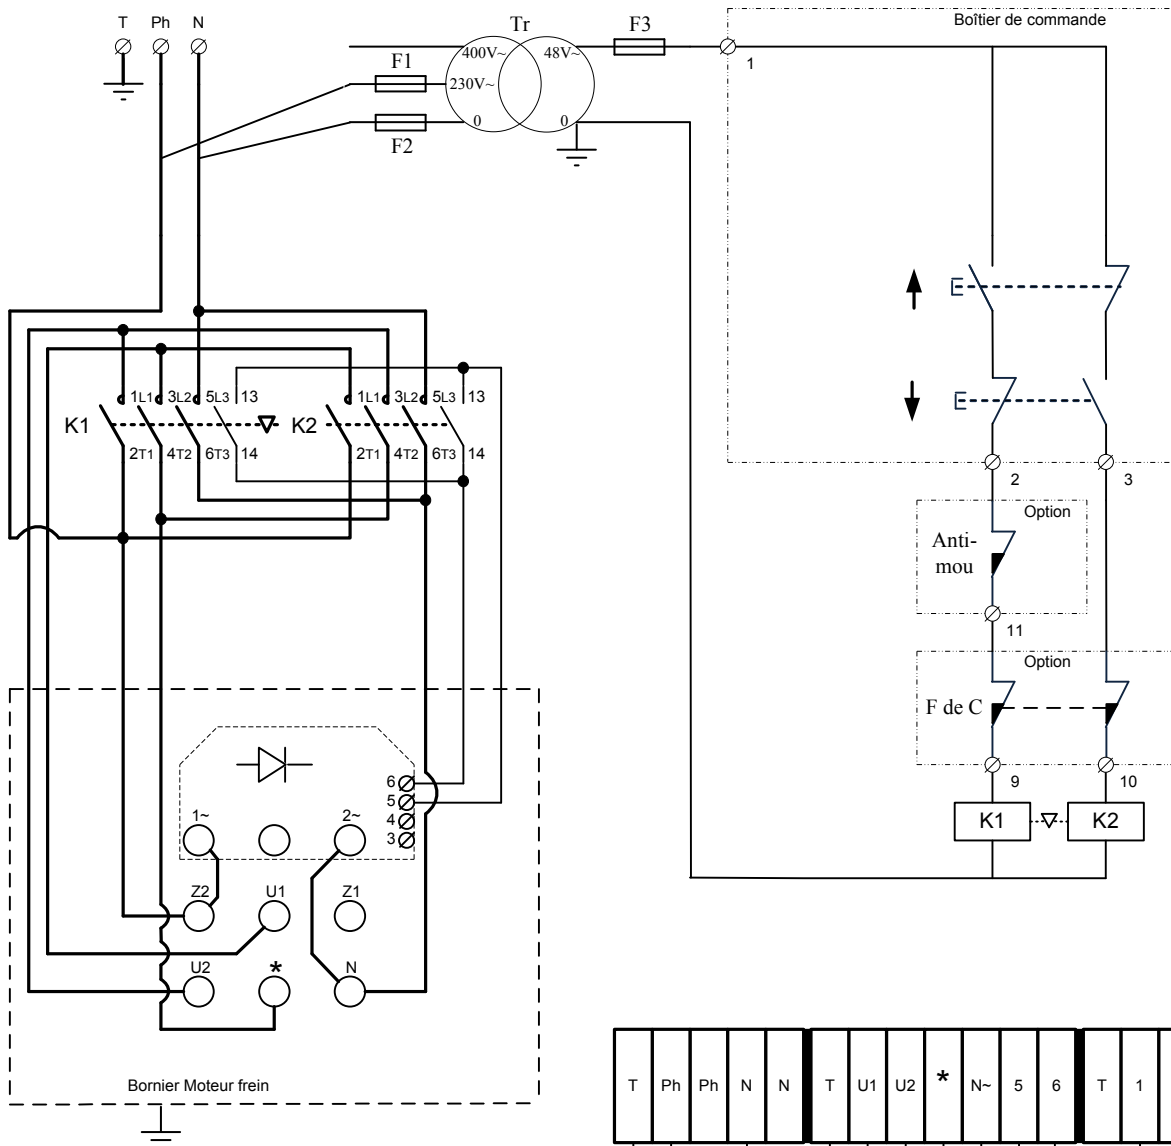 T Ph N
Tr
F3
Boîtier de commande
400V~ 48V~
1
F1
230V~
0 0
F2
1L1 3L2 5L3 13 1L1 3L2 5L3 13
K1 K2
2T1 4T2 6T3 14 2T1 4T2 6T3 14
2 3
Option
Anti-
mou
11
Option
F de C
6
5
4
3
9 10
1~ 2~
K1 K2
Z2 U1 Z1
U2 * N
T Ph Ph N N T U1 U2 * N~ 5 6 T 1
Bornier Moteur frein